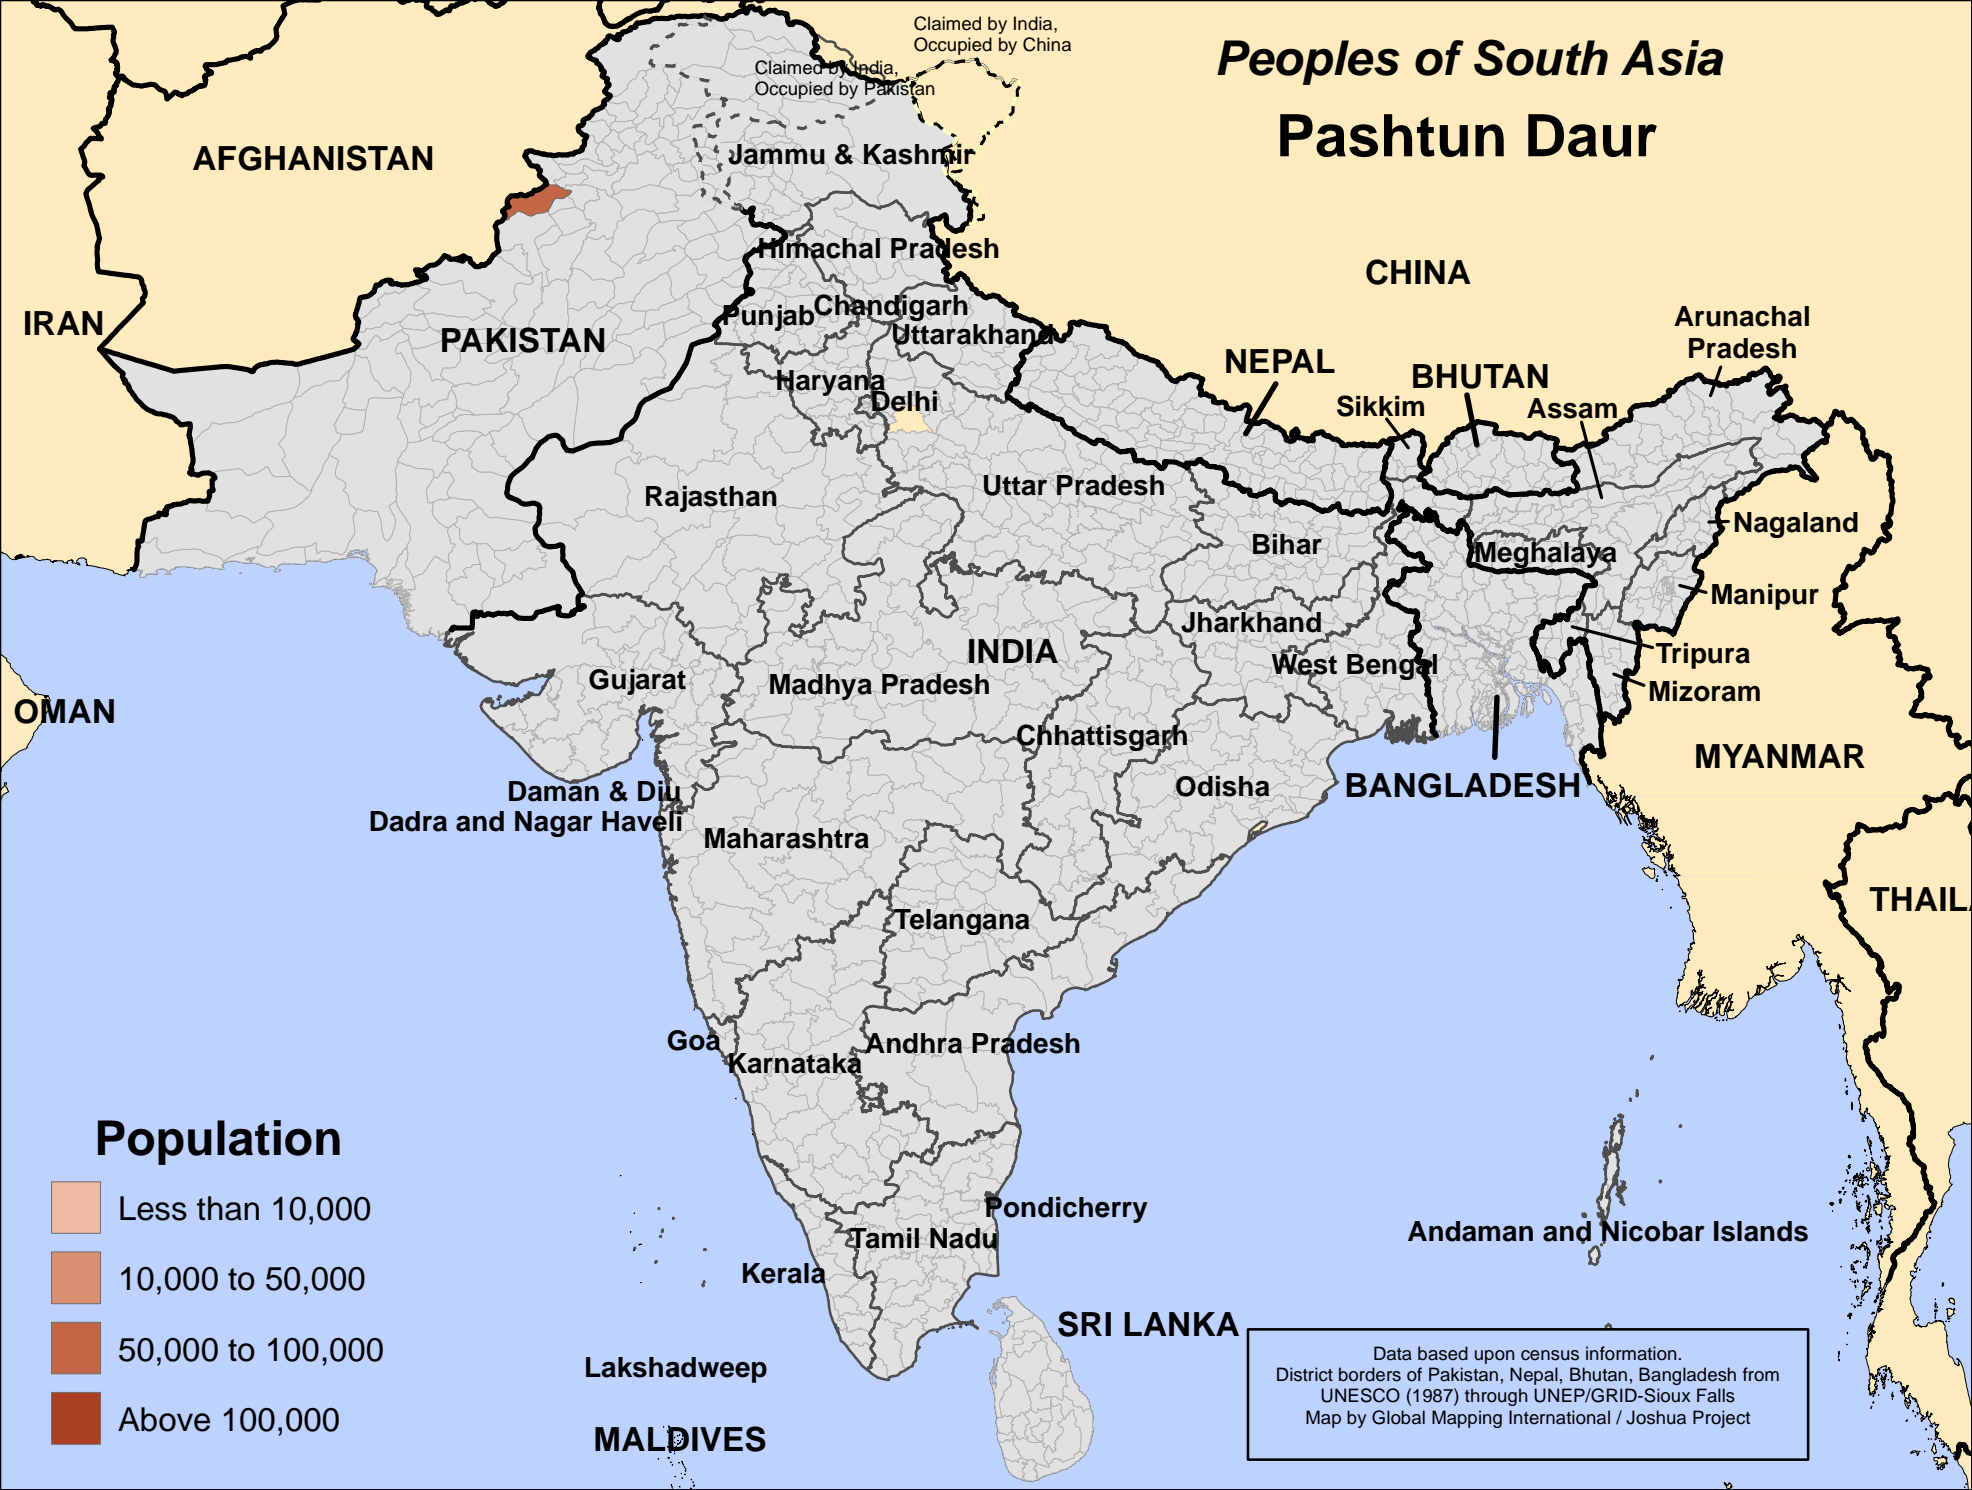 Claimed by India,
Occupied by China
Peoples of South Asia
Pashtun Daur
Claimed by India,
Occupied by Pakistan
AFGHANISTAN
Jammu & Kashmir
Himachal Pradesh
CHINA
IRAN
PAKISTAN
Punjab
Chandigarh
Uttarakhand
Arunachal
Pradesh
NEPAL
BHUTAN
Haryana
Delhi
Sikkim
Assam
Rajasthan
Uttar Pradesh
Nagaland
Bihar
Meghalaya
Manipur
Jharkhand
INDIA
West Bengal
Tripura
Gujarat
Madhya Pradesh
Mizoram
OMAN
Chhattisgarh
MYANMAR
Odisha
BANGLADESH
Daman & Diu
Dadra and Nagar Haveli
Maharashtra
THAILA
Telangana
Goa
Karnataka
Andhra Pradesh
Population
Less than 10,000
10,000 to 50,000
50,000 to 100,000
Above 100,000
Pondicherry
Tamil Nadu
Kerala
Andaman and Nicobar Islands
SRI LANKA
Lakshadweep
MALDIVES
Data based upon census information.
District borders of Pakistan, Nepal, Bhutan, Bangladesh from
UNESCO (1987) through UNEP/GRID-Sioux Falls
Map by Global Mapping International / Joshua Project